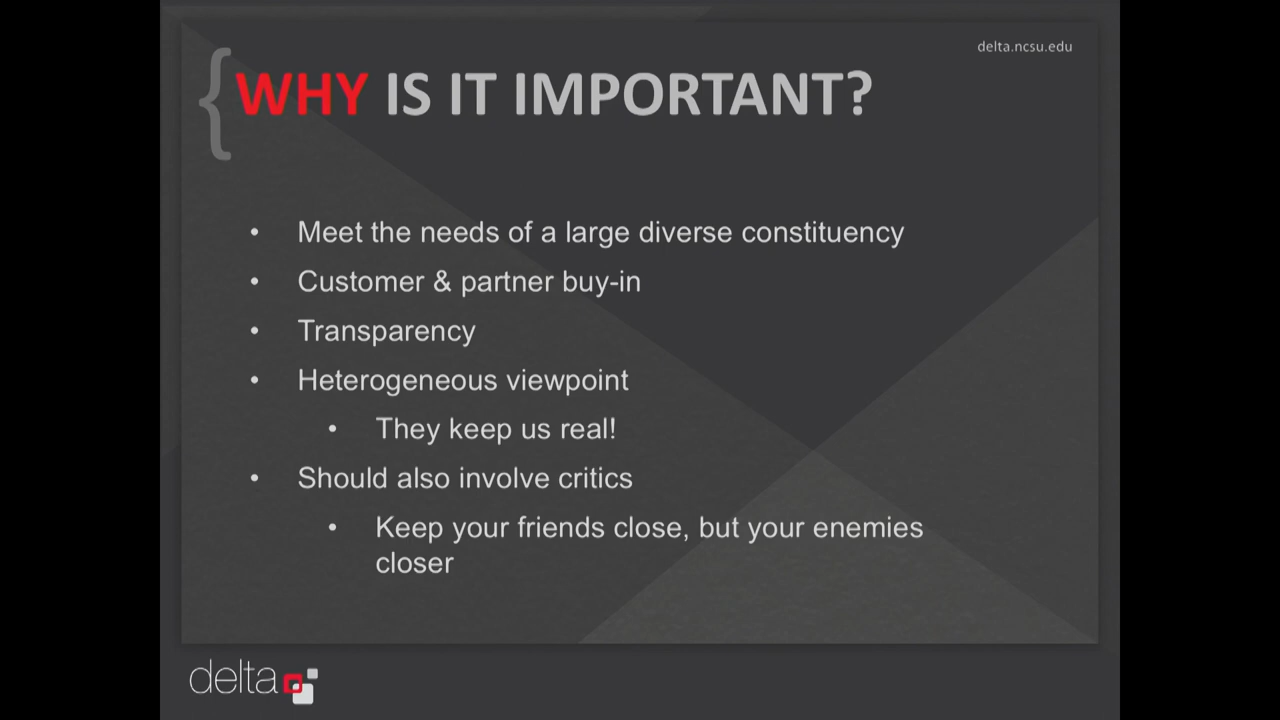 delta.ncsu.edu
{WHY IS IT IMPORTANT?
• Meet the needs of a large diverse constituency
• Customer & partner buy-in
• Transparency
• Heterogeneous viewpoint
• They keep us real!
• Should also involve critics
• Keep your friends close, but your enemies
closer
delta